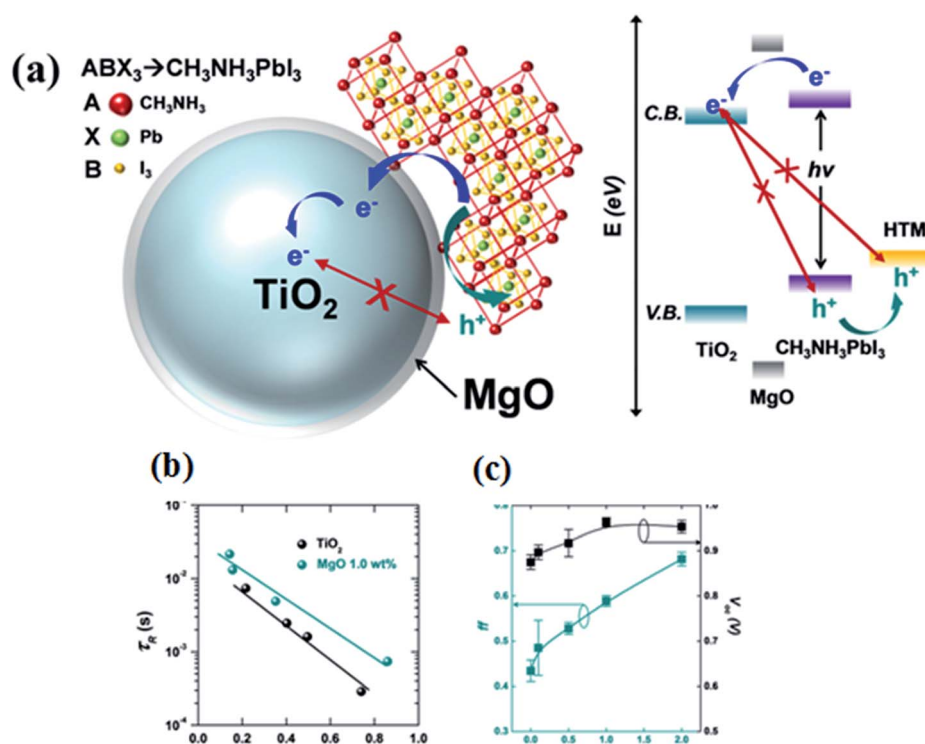 (a)
ABX₃→CH₃NH₃PbI₃
A CH₃NH₃
X Pb
B I₃
e⁻
e⁻
TiO₂
X
h⁺
MgO
E (eV)
e⁻
e⁻
C.B.
hν
HTM
h⁺
h⁺
V.B.
TiO₂
CH₃NH₃PbI₃
MgO
(b)
10⁻²
10⁻³
10⁻⁴
τR (s)
TiO₂
MgO 1.0 wt%
0.0 0.2 0.4 0.6 0.8 1.0
(c)
0.8
0.7
0.6
0.5
0.4
0.3
ff
1.0
0.9
0.8
0.7
0.6
0.5
Voc (V)
0.0 0.5 1.0 1.5 2.0